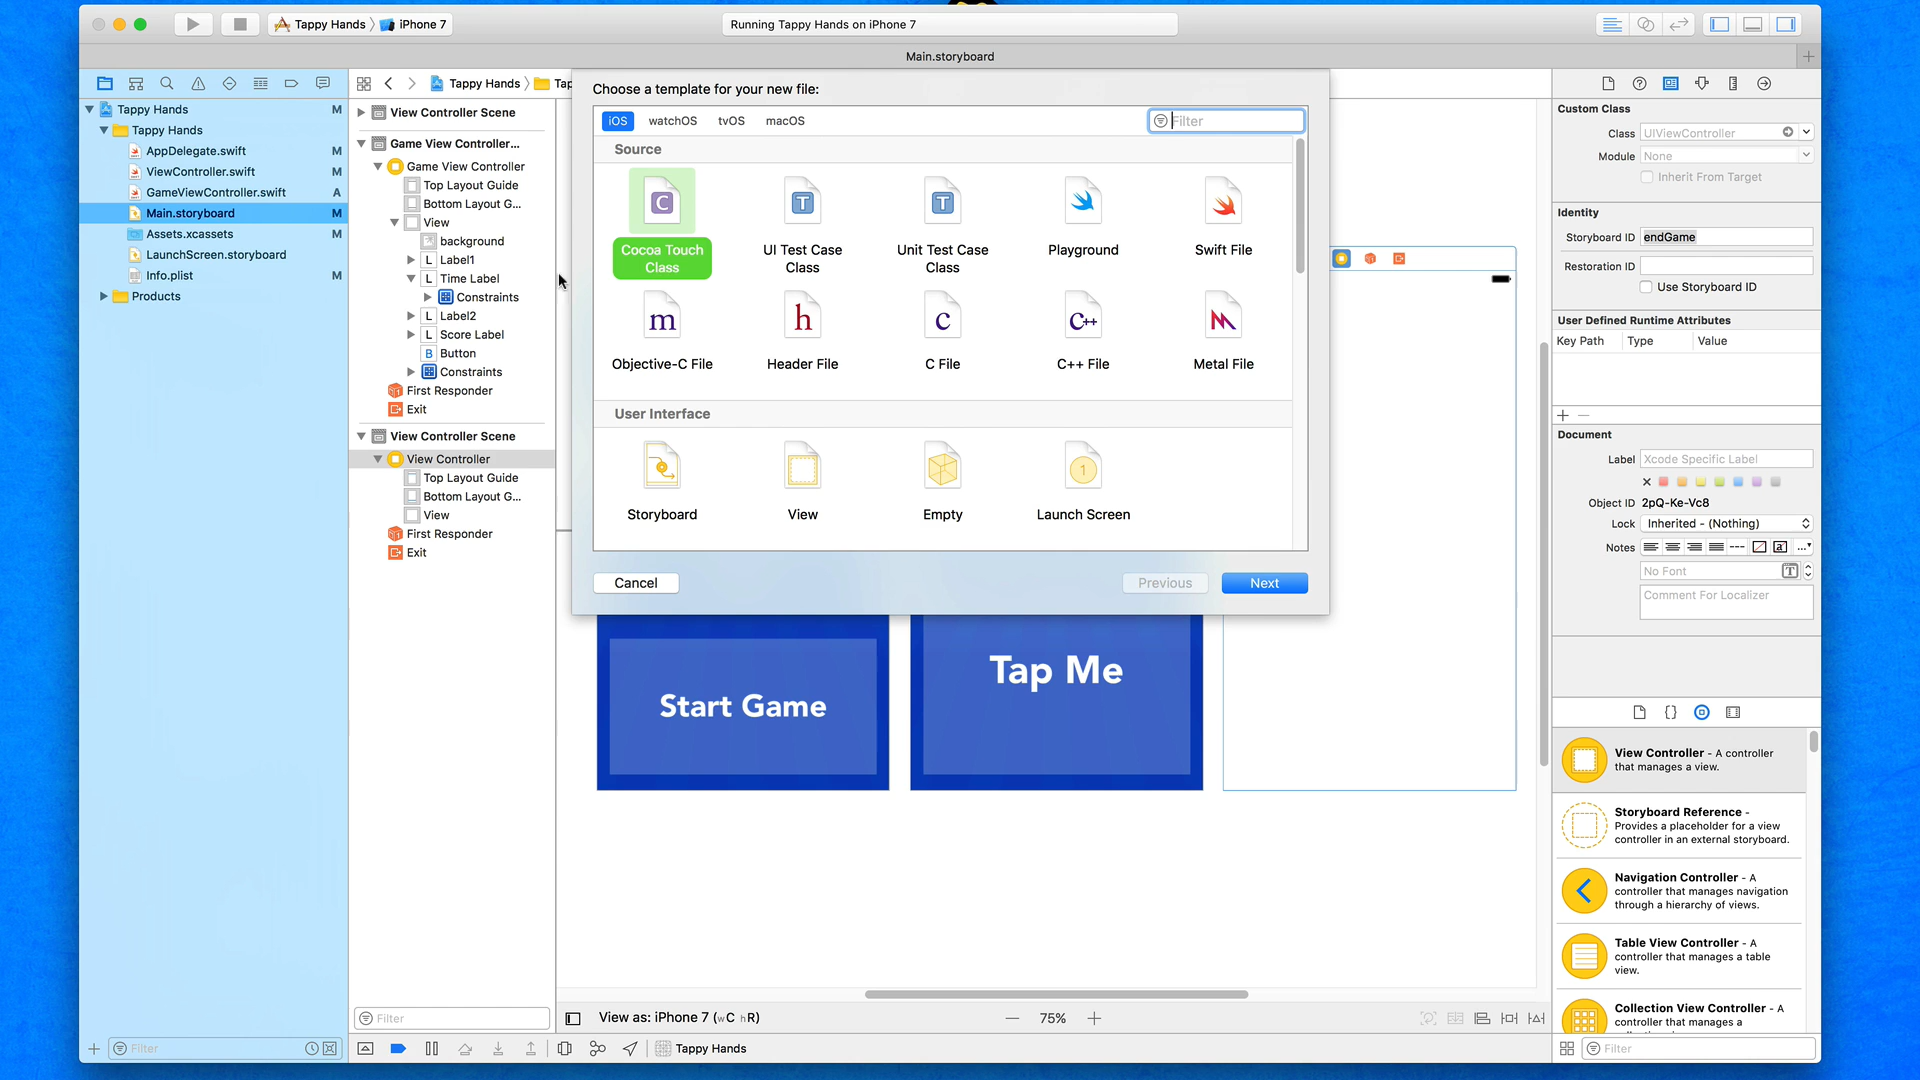 Tappy Hands
iPhone 7
Running Tappy Hands on iPhone 7
Main.storyboard
Tappy Hands
M
Tappy Hands
AppDelegate.swift
M
ViewController.swift
M
GameViewController.swift
A
Main.storyboard
M
Assets.xcassets
M
LaunchScreen.storyboard
Info.plist
M
Products
Filter
Tappy Hands
View Controller Scene
Game View Controller...
Game View Controller
Top Layout Guide
Bottom Layout G...
View
background
Label1
L Time Label
Constraints
L Label2
L Score Label
B Button
Constraints
First Responder
Exit
View Controller Scene
View Controller
Top Layout Guide
Bottom Layout G...
View
First Responder
Exit
Filter
Choose a template for your new file:
iOS
watchOS
tvOS
macOS
Filter
Source
Cocoa Touch
Class
UI Test Case
Class
Unit Test Case
Class
Playground
Swift File
Objective-C File
Header File
C File
C++ File
Metal File
User Interface
Storyboard
View
Empty
Launch Screen
Cancel
Previous
Next
Start Game
Tap Me
View as: iPhone 7 (wC hR)
75%
Tappy Hands
Custom Class
Class
UIViewController
Module
None
Inherit From Target
Identity
Storyboard ID
endGame
Restoration ID
Use Storyboard ID
User Defined Runtime Attributes
Key Path
Type
Value
Document
Label
Xcode Specific Label
Object ID
2pQ-Ke-Vc8
Lock
Inherited - (Nothing)
Notes
No Font
Comment For Localizer
View Controller - A controller
that manages a view.
Storyboard Reference -
Provides a placeholder for a view
controller in an external storyboard.
Navigation Controller - A
controller that manages navigation
through a hierarchy of views.
Table View Controller - A
controller that manages a table
view.
Collection View Controller - A
controller that manages a
Filter